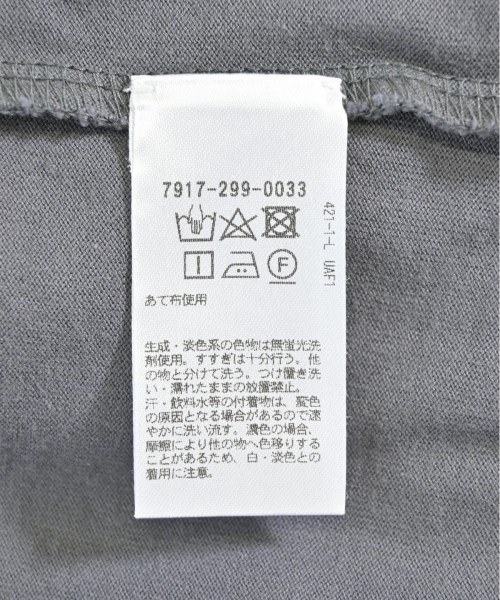 7917-299-0033
421-1-L UAF1
F
あて布使用
生成・淡色系の色物は無蛍光洗
剤使用。すすぎは十分行う。他
の物と分けて洗う。つけ置き洗
い・濡れたままの放置禁止。
汗・飲料水等の付着物は、変色
の原因となる場合があるので速
やかに洗い流す。濃色の場合、
摩擦により他の物へ色移りする
ことがあるため、白・淡色との
着用に注意。